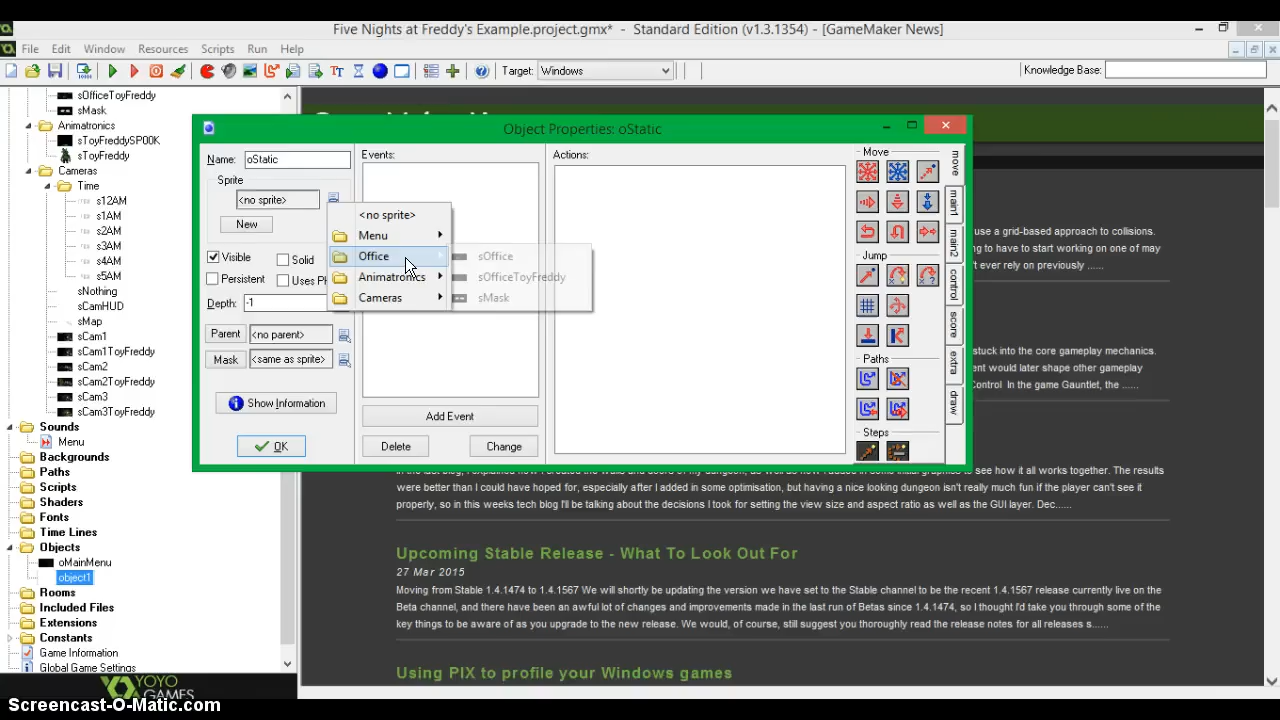 Five Nights at Freddy's Example.project.gmx* - Standard Edition (v1.3.1354) - [GameMaker News]
File Edit Window Resources Scripts Run Help
Target: Windows
Knowledge Base:
sOfficeToyFreddy
sMask
Animatronics
sToyFreddySP00K
sToyFreddy
Cameras
Time
s12AM
s1AM
s2AM
s3AM
s4AM
s5AM
sNothing
sCamHUD
sMap
sCam1
sCam1ToyFreddy
sCam2
sCam2ToyFreddy
sCam3
sCam3ToyFreddy
Sounds
Menu
Backgrounds
Paths
Scripts
Shaders
Fonts
Time Lines
Objects
oMainMenu
object1
Rooms
Included Files
Extensions
Constants
Game Information
Global Game Settings
YOYO
GAMES
Object Properties: oStatic
Name: oStatic
Sprite
<no sprite>
New
Visible
Solid
Persistent
Depth: -1
Parent <no parent>
Mask <same as sprite>
Show Information
OK
<no sprite>
Menu
Office
Animatronics
Cameras
sOffice
sOfficeToyFreddy
sMask
Events:
Add Event
Delete Change
Actions:
Move
Jump
Paths
Steps
move
main1
main2
control
score
extra
draw
use a grid-based approach to collisions.
going to have to start working on one of may
't ever rely on previously ......
stuck into the core gameplay mechanics.
ent would later shape other gameplay
Control In the game Gauntlet, the ......
to see how it all works together. The results
were better than I could have hoped for, especially after I added in some optimisation, but having a nice looking dungeon isn't really much fun if the player can't see it
properly, so in this weeks tech blog I'll be talking about the decisions I took for setting the view size and aspect ratio as well as the GUI layer. Dec......
Upcoming Stable Release - What To Look Out For
27 Mar 2015
Moving from Stable 1.4.1474 to 1.4.1567 We will shortly be updating the version we have set to the Stable channel to be the recent 1.4.1567 release currently live on the
Beta channel, and there have been an awful lot of changes and improvements made in the last run of Betas since 1.4.1474, so I thought I'd take you through some of the
key things to be aware of as you upgrade to the new release. We would, of course, still suggest you thoroughly read the release notes for all releases s......
Using PIX to profile your Windows games
Screencast-O-Matic.com